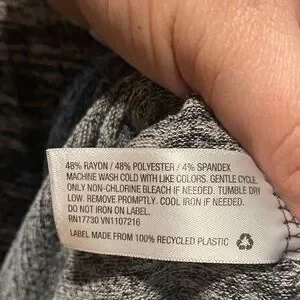 48% RAYON / 48% POLYESTER / 4% SPANDEX
MACHINE WASH COLD WITH LIKE COLORS. GENTLE CYCLE.
ONLY NON-CHLORINE BLEACH IF NEEDED. TUMBLE DRY
LOW. REMOVE PROMPTLY. COOL IRON IF NEEDED.
DO NOT IRON ON LABEL.
RN17730 VN1107216
LABEL MADE FROM 100% RECYCLED PLASTIC